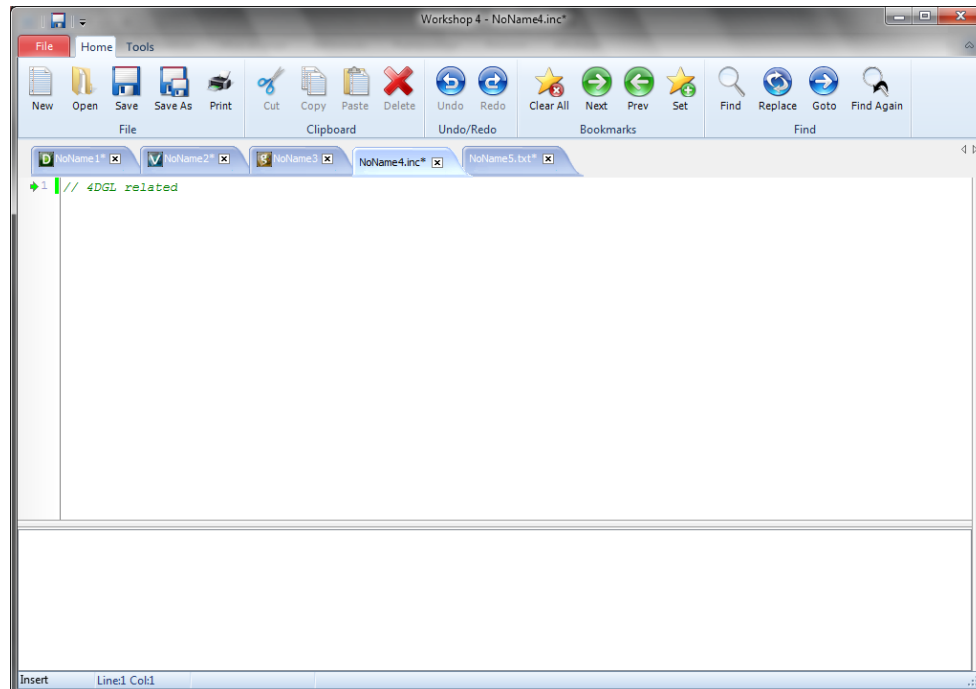 Workshop 4 - NoName4.inc*
File Home Tools
New Open Save Save As Print Cut Copy Paste Delete Undo Redo Clear All Next Prev Set Find Replace Goto Find Again
File Clipboard Undo/Redo Bookmarks Find
D NoName1* V NoName2* g NoName3 NoName4.inc* NoName5.txt*
1 // 4DGL related
Insert Line:1 Col:1